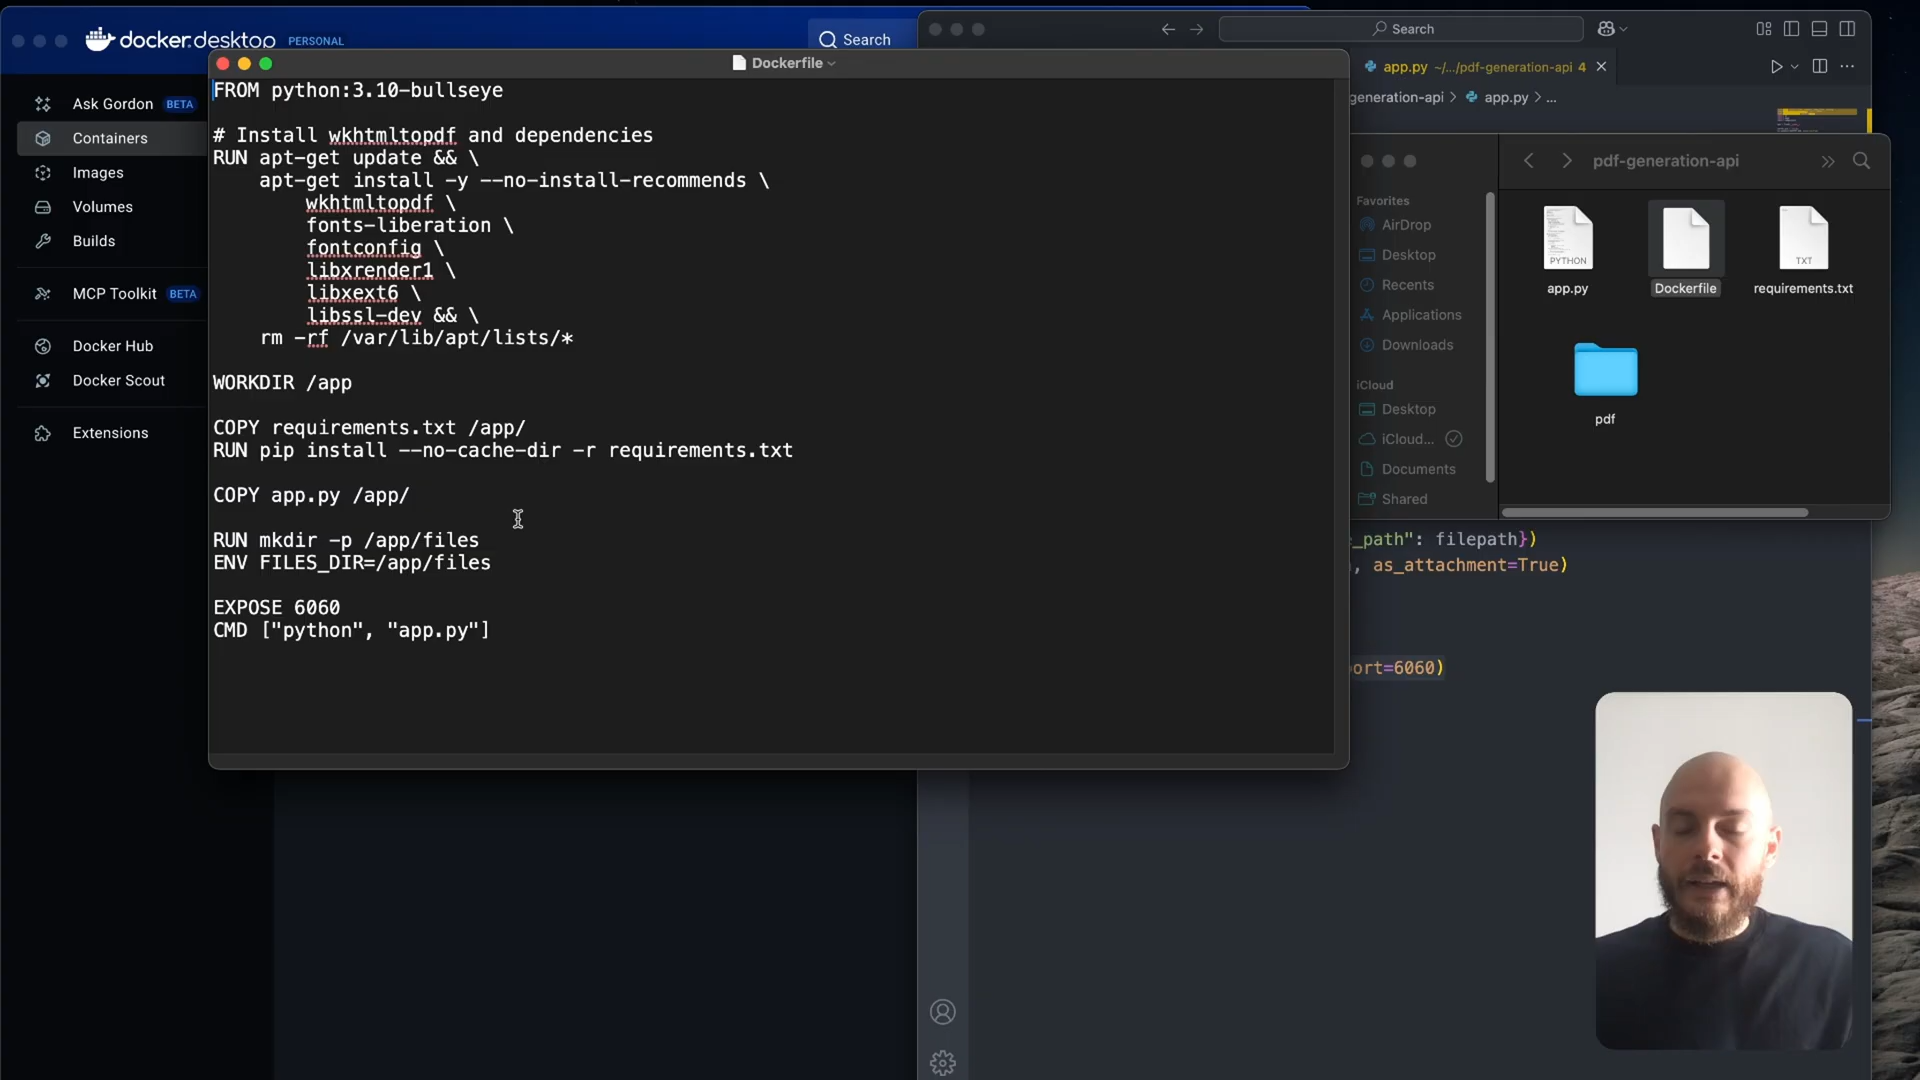 docker.desktop PERSONAL
Search
Ask Gordon BETA
Containers
Images
Volumes
Builds
MCP Toolkit BETA
Docker Hub
Docker Scout
Extensions
Dockerfile
FROM python:3.10-bullseye
# Install wkhtmltopdf and dependencies
RUN apt-get update && \
apt-get install -y --no-install-recommends \
wkhtmltopdf \
fonts-liberation \
fontconfig \
libxrender1 \
libxext6 \
libssl-dev && \
rm -rf /var/lib/apt/lists/*
WORKDIR /app
COPY requirements.txt /app/
RUN pip install --no-cache-dir -r requirements.txt
COPY app.py /app/
RUN mkdir -p /app/files
ENV FILES_DIR=/app/files
EXPOSE 6060
CMD ["python", "app.py"]
Search
app.py ~/.../pdf-generation-api 4
generation-api > app.py > ...
pdf-generation-api
Favorites
AirDrop
Desktop
Recents
Applications
Downloads
iCloud
Desktop
iCloud...
Documents
Shared
PYTHON
app.py
Dockerfile
TXT
requirements.txt
pdf
e_path": filepath})
, as_attachment=True)
ort=6060)